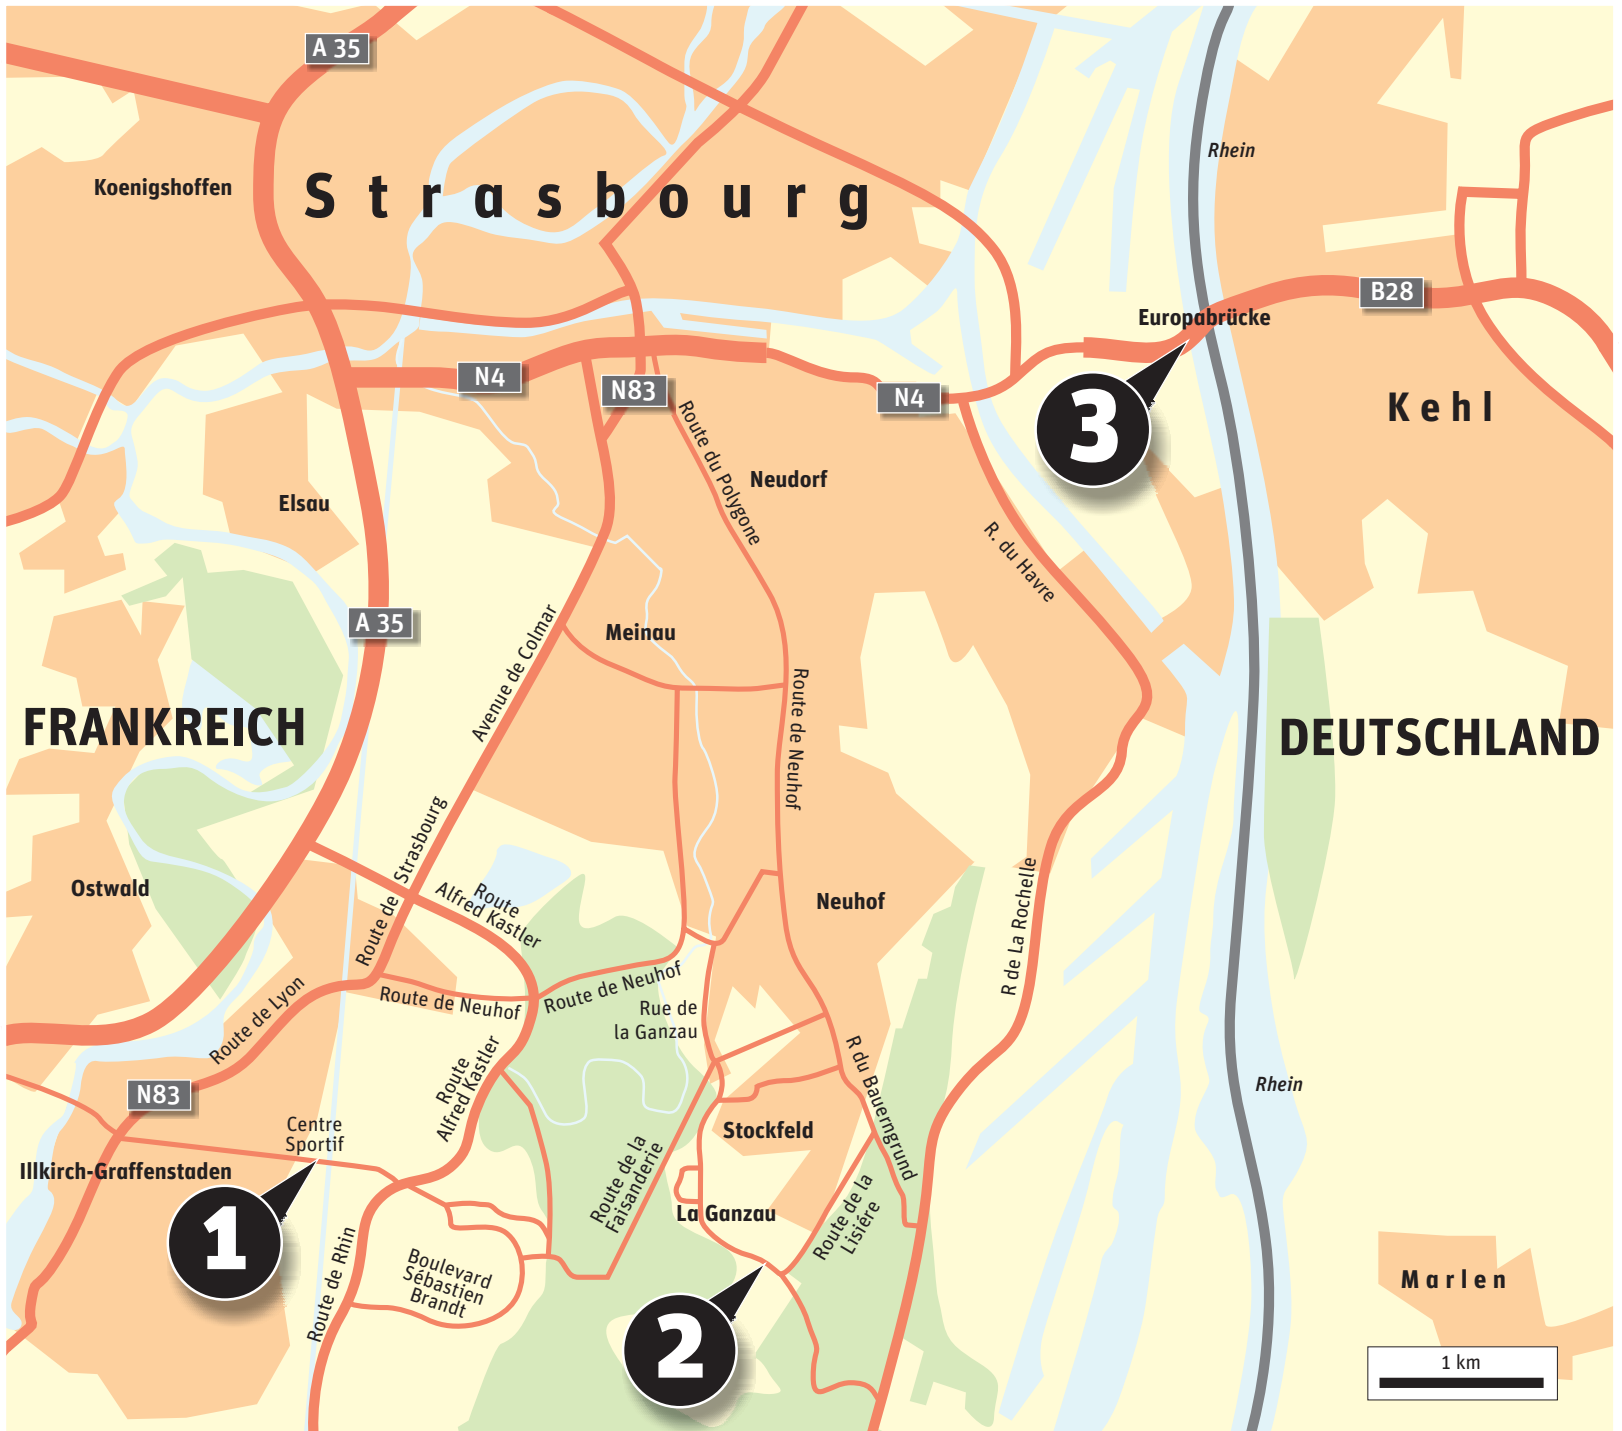 A 35
Rhein
Koenigshoffen
Strasbourg
B28
Europabrücke
N4
N83
N4
Kehl
Route du Polygone
Neudorf
Elsau
R. du Havre
A 35
Meinau
Avenue de Colmar
Route de Neuhof
FRANKREICH
DEUTSCHLAND
3
Route de Strasbourg
Ostwald
Route
Alfred Kastler
Neuhof
R de La Rochelle
Route de Lyon
Route de Neuhof
Route de Neuhof
Rue de
la Ganzau
Route
Alfred Kastler
R du Bauerngrund
N83
Rhein
Centre
Sportif
Stockfeld
Illkirch-Graffenstaden
Route de la
Faisanderie
La Ganzau
Route de la
Lisiére
1
Route de Rhin
Boulevard
Sébastien
Brandt
Marlen
2
1 km